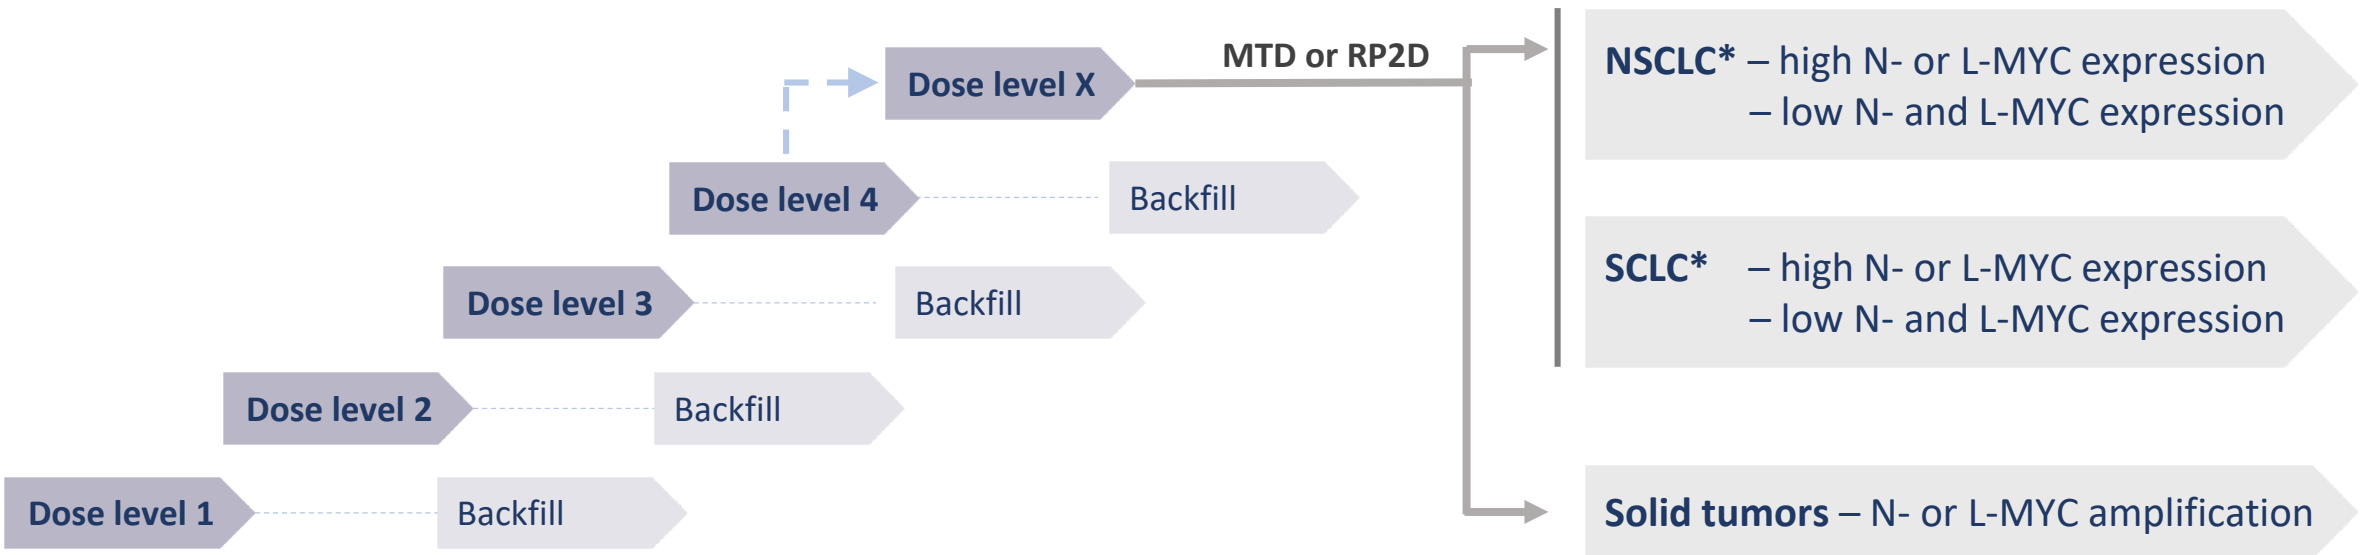 MTD or RP2D
Dose level X
Dose level 4
Backfill
Dose level 3
Backfill
Dose level 2
Backfill
Dose level 1
Backfill
NSCLC* – high N- or L-MYC expression
– low N- and L-MYC expression
SCLC* – high N- or L-MYC expression
– low N- and L-MYC expression
Solid tumors – N- or L-MYC amplification